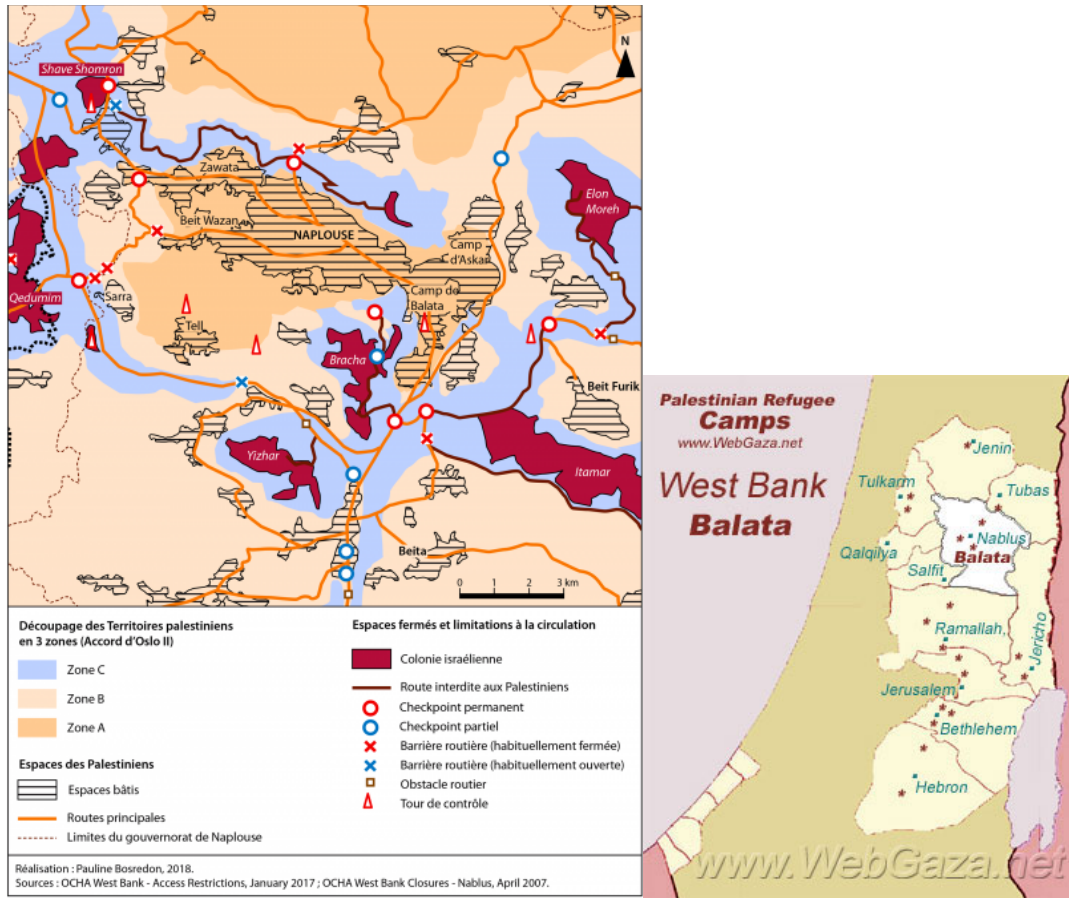 Shave Shomron
N
Zawata
Elon
Moreh
Beit Wazan
NAPLOUSE
Camp
d'Askar
Qedumim
Sarra
Camp de
Balata
Tell
Bracha
Beit Furik
Yizhar
Itamar
Beita
0 3 km
Découpage des Territoires palestiniens
en 3 zones (Accord d'Oslo II)
Zone C
Zone B
Zone A
Espaces des Palestiniens
Espaces bâtis
Routes principales
Limites du gouvernorat de Naplouse
Espaces fermés et limitations à la circulation
Colonie israélienne
Route interdite aux Palestiniens
Checkpoint permanent
Checkpoint partiel
Barrière routière (habituellement fermée)
Barrière routière (habituellement ouverte)
Obstacle routier
Tour de contrôle
Réalisation : Pauline Bosredon, 2018.
Sources : OCHA West Bank - Access Restrictions, January 2017 ; OCHA West Bank Closures - Nablus, April 2007.
Palestinian Refugee
Camps
www.WebGaza.net
West Bank
Balata
Jenin
Tulkarm
Tubas
Nablus
Qalqilya
Balata
Salfit
Ramallah,
Jericho
Jerusalem
Bethlehem
Hebron
www.WebGaza.net